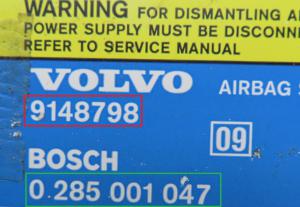 WARNING FOR DISMANTLING A
POWER SUPPLY MUST BE DISCONNE
REFER TO SERVICE MANUAL
VOLVO AIRBAG S
9148798
09
BOSCH
0 285 001 047